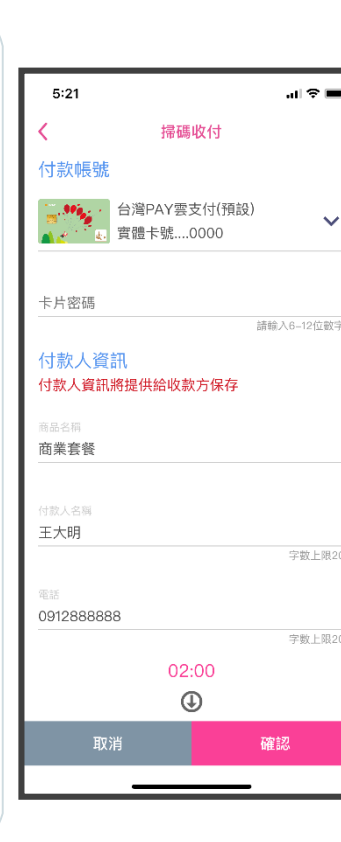 5:21
掃碼收付
付款帳號
台灣PAY雲支付(預設)
實體卡號....0000
卡片密碼
請輸入6-12位數字
付款人資訊
付款人資訊將提供給收款方保存
商品名稱
商業套餐
付款人名稱
王大明
字數上限20
電話
0912888888
字數上限20
02:00
取消
確認